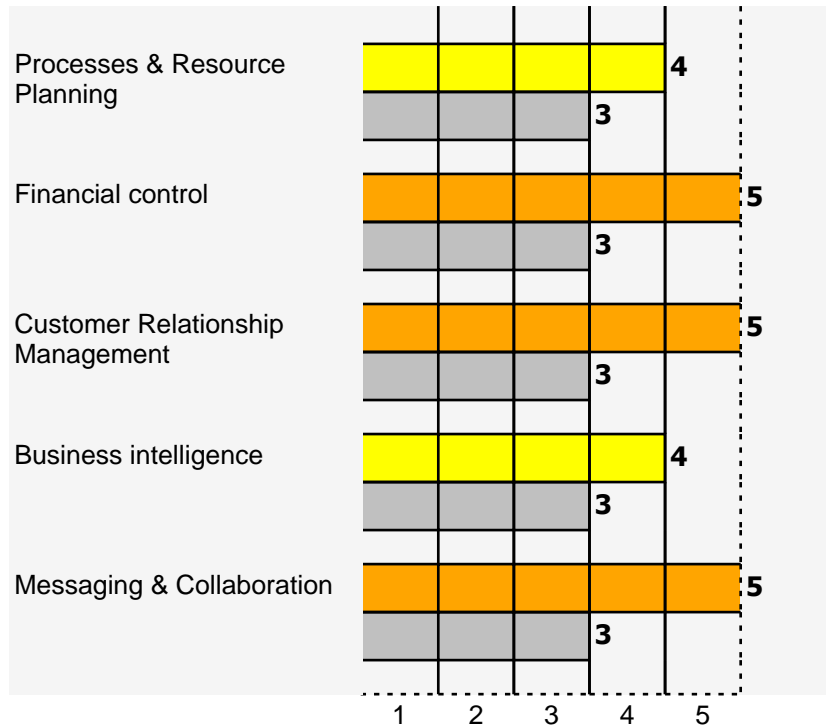 Processes & Resource
Planning
4
3
Financial control
5
3
Customer Relationship
Management
5
3
Business intelligence
4
3
Messaging & Collaboration
5
3
1 2 3 4 5